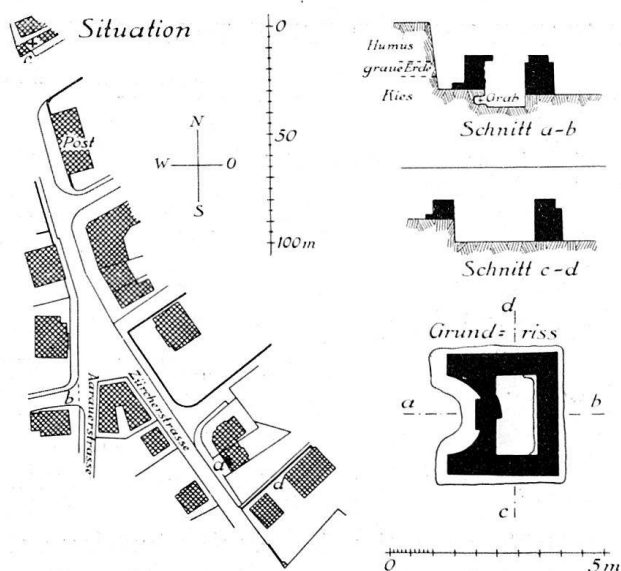 Situation
c
Post
N
W O
S
0
50
100 m
b
Aarauerstrasse
Zürcherstrasse
a
d
Humus
graue Erde
Kies
Grab
Schnitt a-b
Schnitt c-d
d
Grund= riss
a b
c
0 5 m